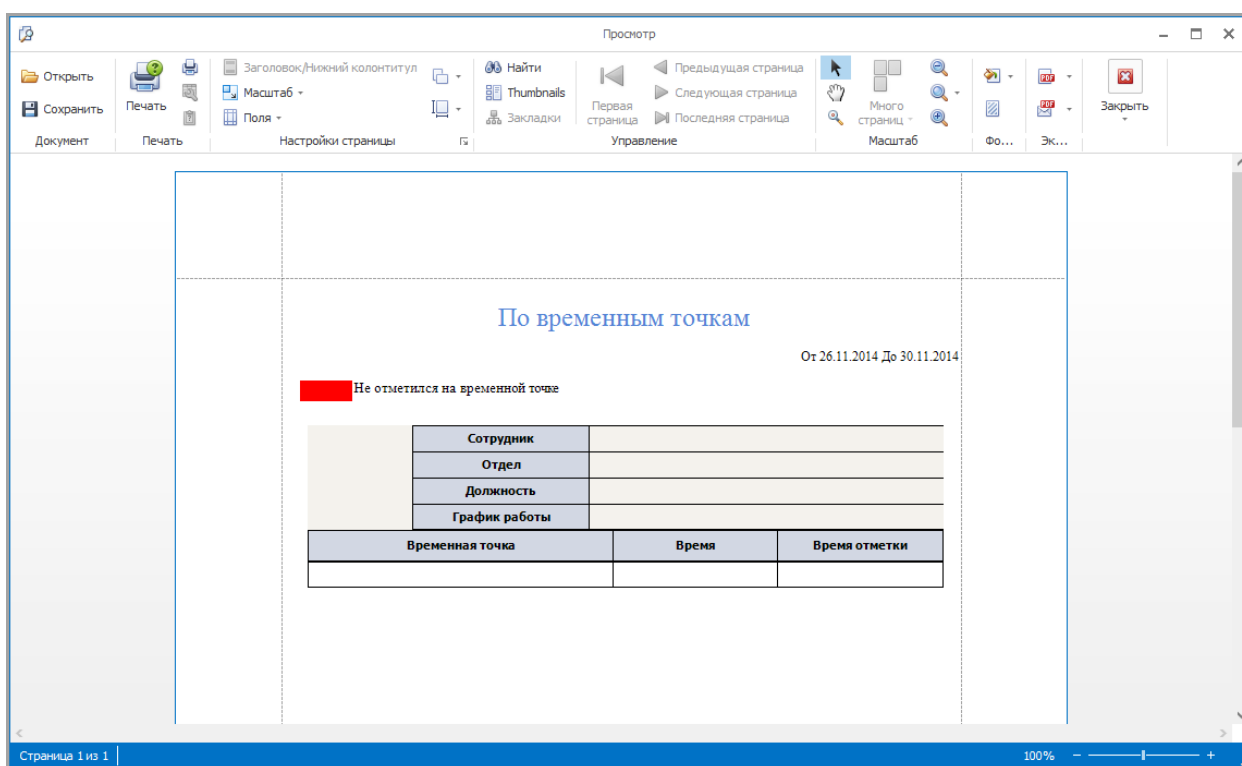 Просмотр
Открыть
Сохранить
Документ
Печать
Печать
Заголовок/Нижний колонтитул
Масштаб
Поля
Настройки страницы
Найти
Thumbnails
Закладки
Первая
страница
Предыдущая страница
Следующая страница
Последняя страница
Управление
Много
страниц
Масштаб
Фо...
PDF
PDF
Эк...
Закрыть
По временным точкам
От 26.11.2014 До 30.11.2014
Не отметился на временной точке
Сотрудник
Отдел
Должность
График работы
Временная точка Время Время отметки
Страница 1 из 1 100%